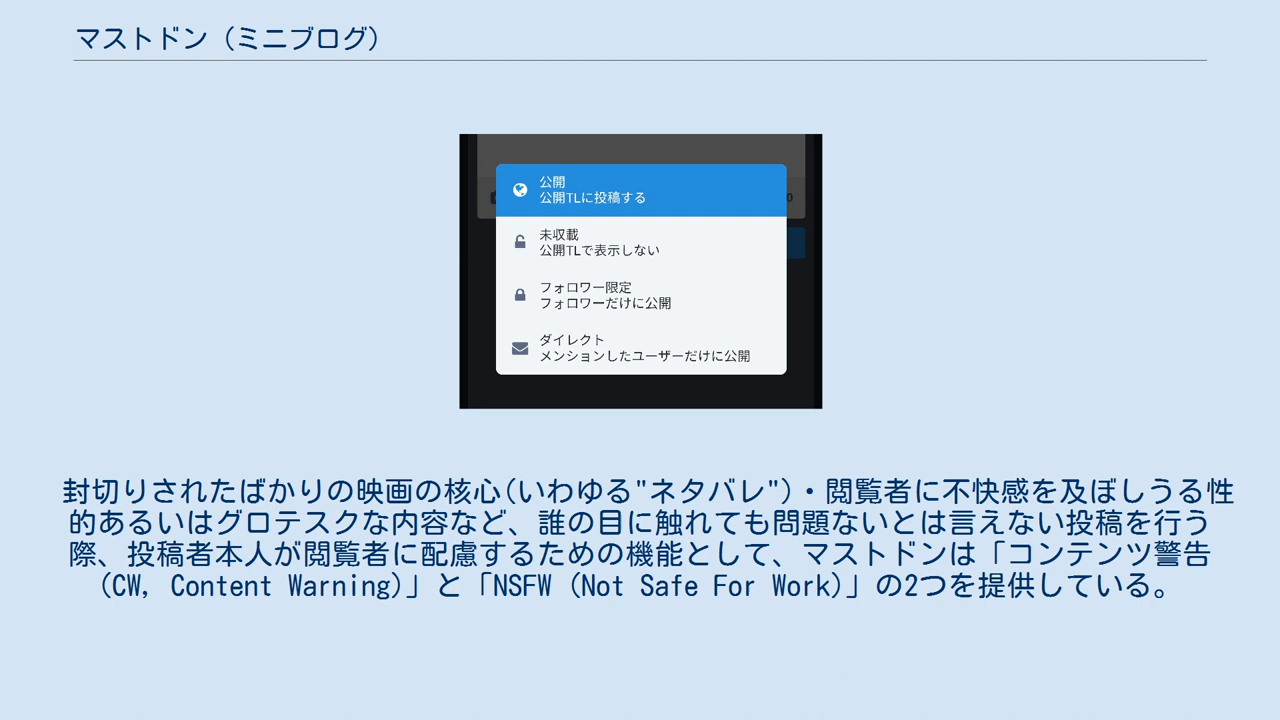 マストドン（ミニブログ）
公開
公開TLに投稿する
0
未収載
公開TLで表示しない
フォロワー限定
フォロワーだけに公開
ダイレクト
メンションしたユーザーだけに公開
封切りされたばかりの映画の核心(いわゆる"ネタバレ")・閲覧者に不快感を及ぼしうる性
的あるいはグロテスクな内容など、誰の目に触れても問題ないとは言えない投稿を行う
際、投稿者本人が閲覧者に配慮するための機能として、マストドンは「コンテンツ警告
（CW, Content Warning)」と「NSFW（Not Safe For Work)」の2つを提供している。